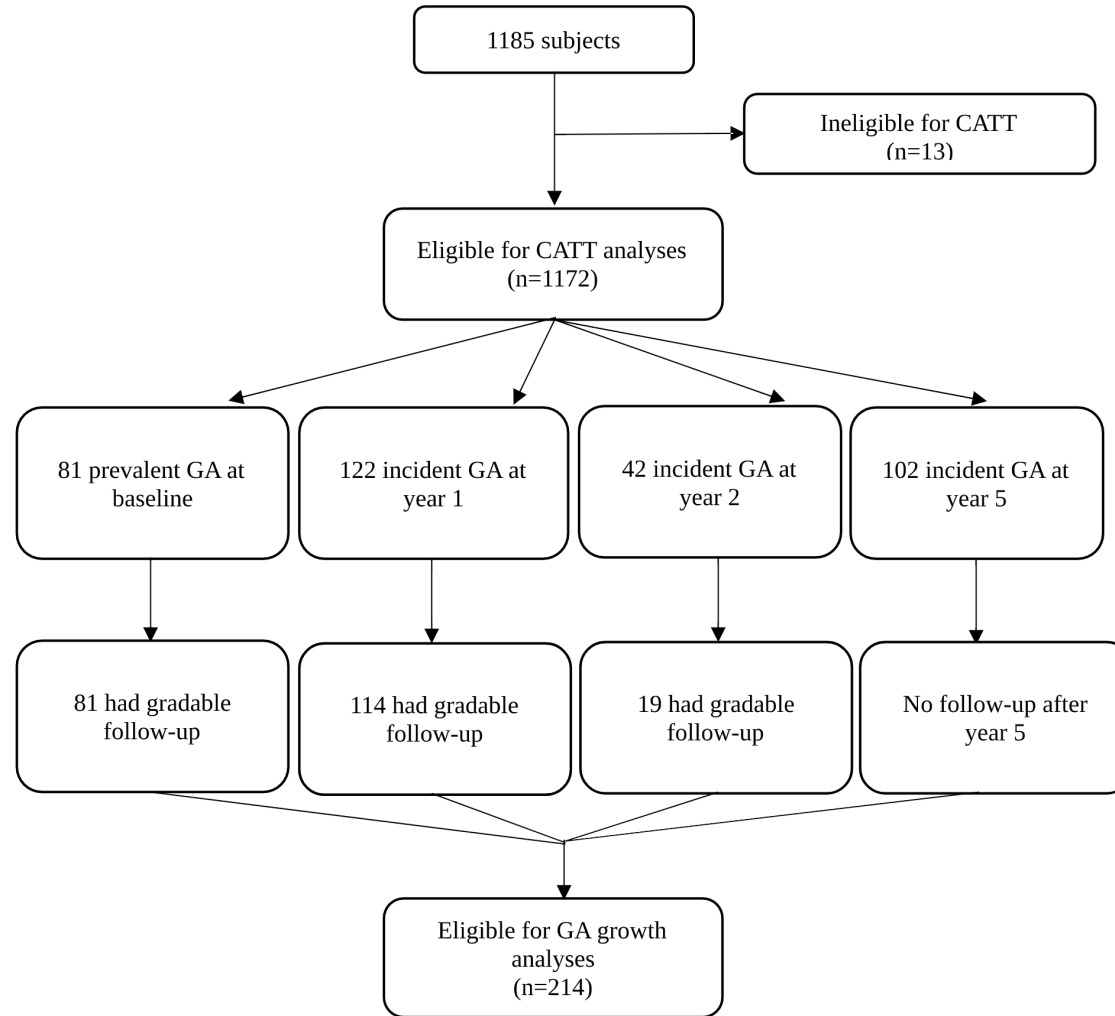 1185 subjects
Ineligible for CATT
(n=13)
Eligible for CATT analyses
(n=1172)
81 prevalent GA at
baseline
122 incident GA at
year 1
42 incident GA at
year 2
102 incident GA at
year 5
81 had gradable
follow-up
114 had gradable
follow-up
19 had gradable
follow-up
No follow-up after
year 5
Eligible for GA growth
analyses
(n=214)